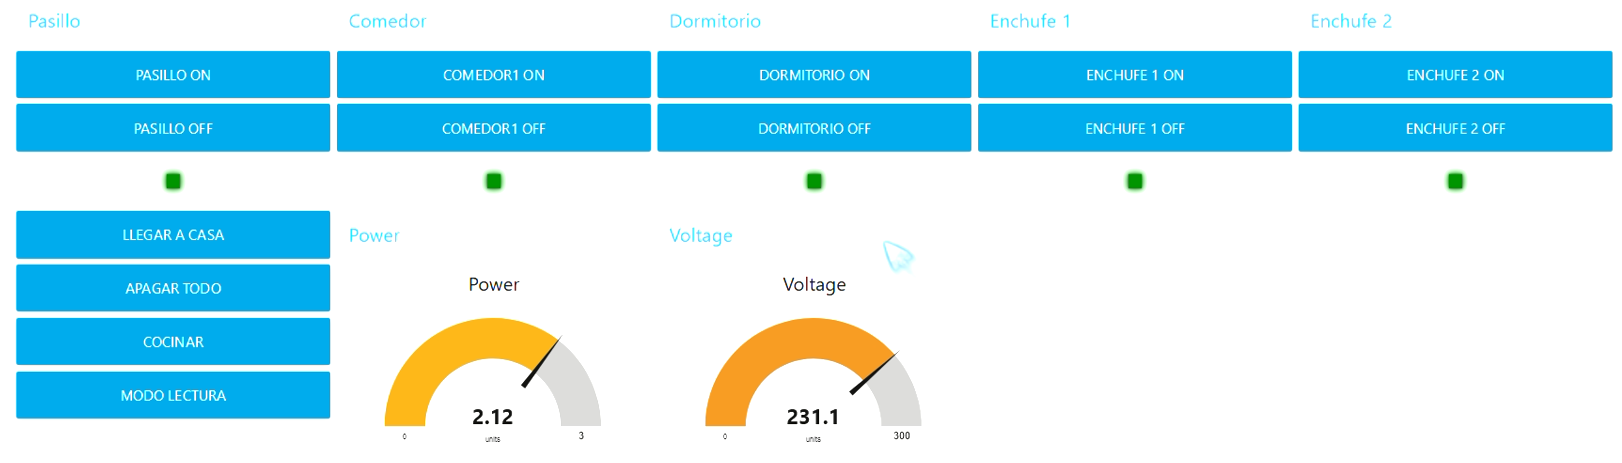 Pasillo
Comedor
Dormitorio
Enchufe 1
Enchufe 2
PASILLO ON
COMEDOR1 ON
DORMITORIO ON
ENCHUFE 1 ON
ENCHUFE 2 ON
PASILLO OFF
COMEDOR1 OFF
DORMITORIO OFF
ENCHUFE 1 OFF
ENCHUFE 2 OFF
LLEGAR A CASA
APAGAR TODO
COCINAR
MODO LECTURA
Power
Power
2.12
units
0
3
Voltage
Voltage
231.1
units
0
300